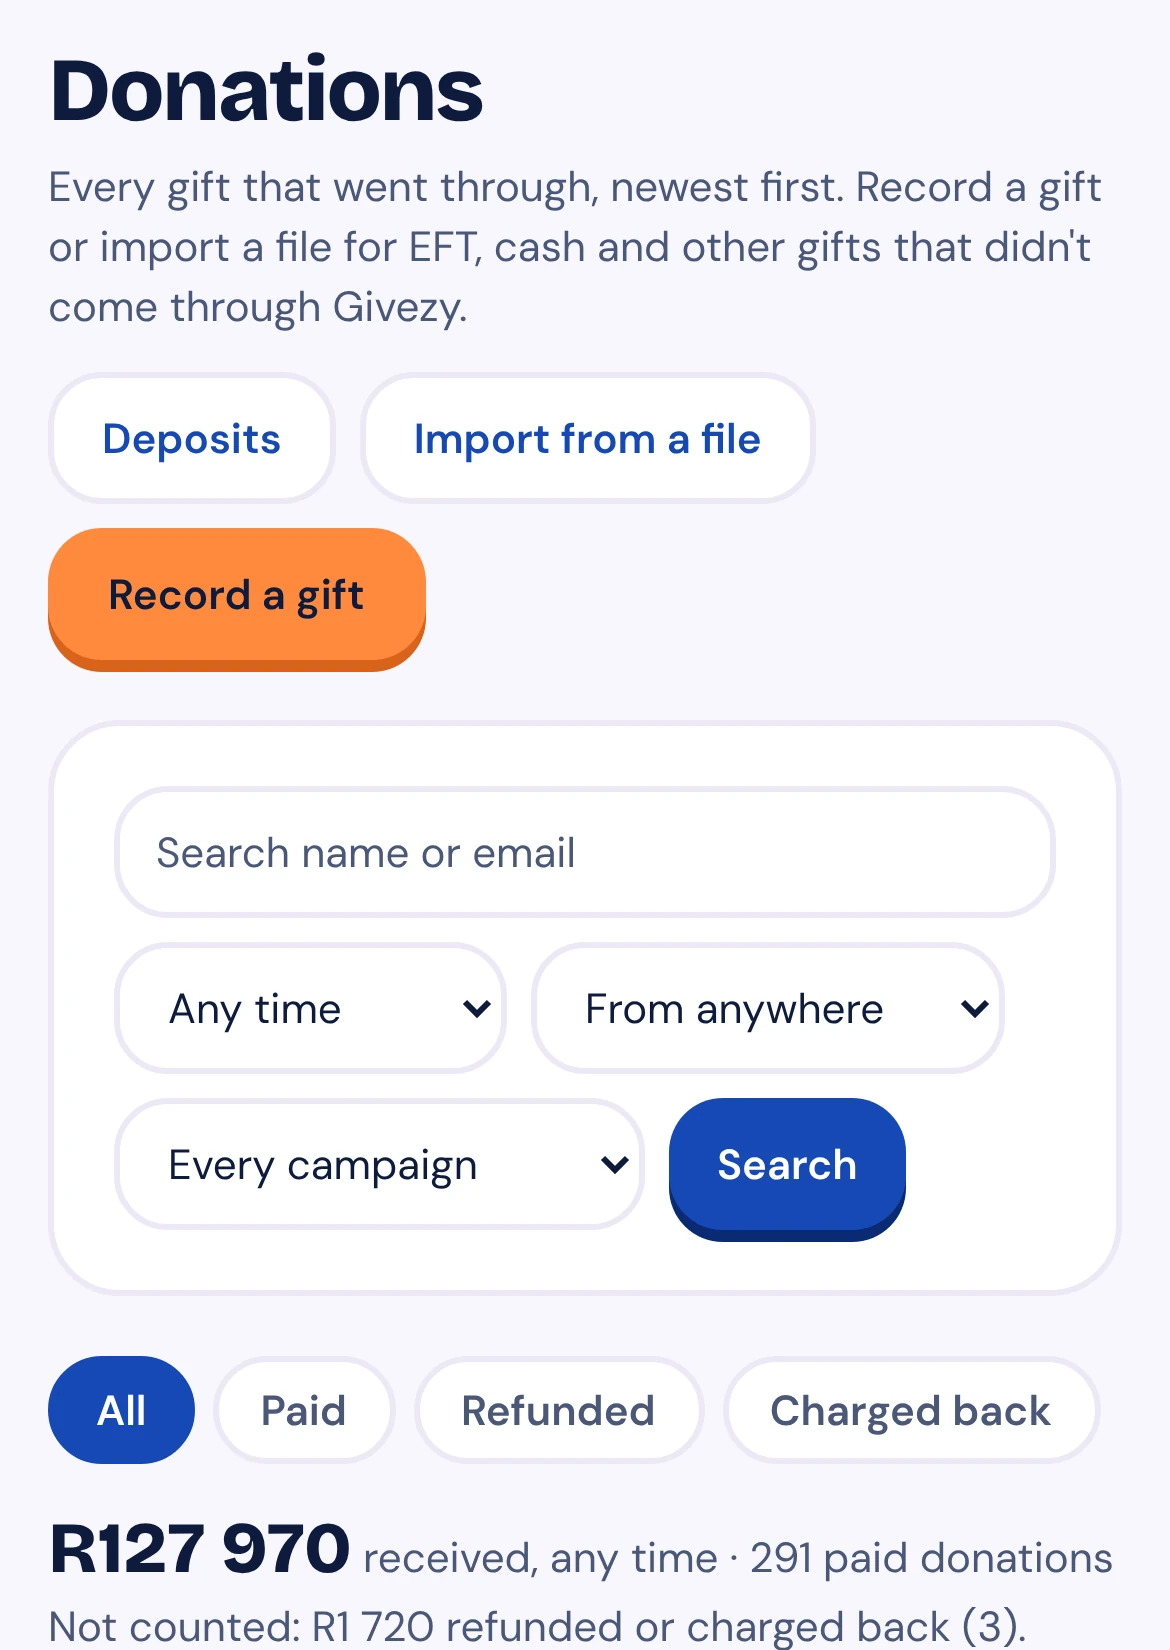 Donations
Every gift that went through, newest first. Record a gift
or import a file for EFT, cash and other gifts that didn't
come through Givezy.
Deposits
Import from a file
Record a gift
Search name or email
Any time
From anywhere
Every campaign
Search
All
Paid
Refunded
Charged back
R127 970 received, any time · 291 paid donations
Not counted: R1 720 refunded or charged back (3).